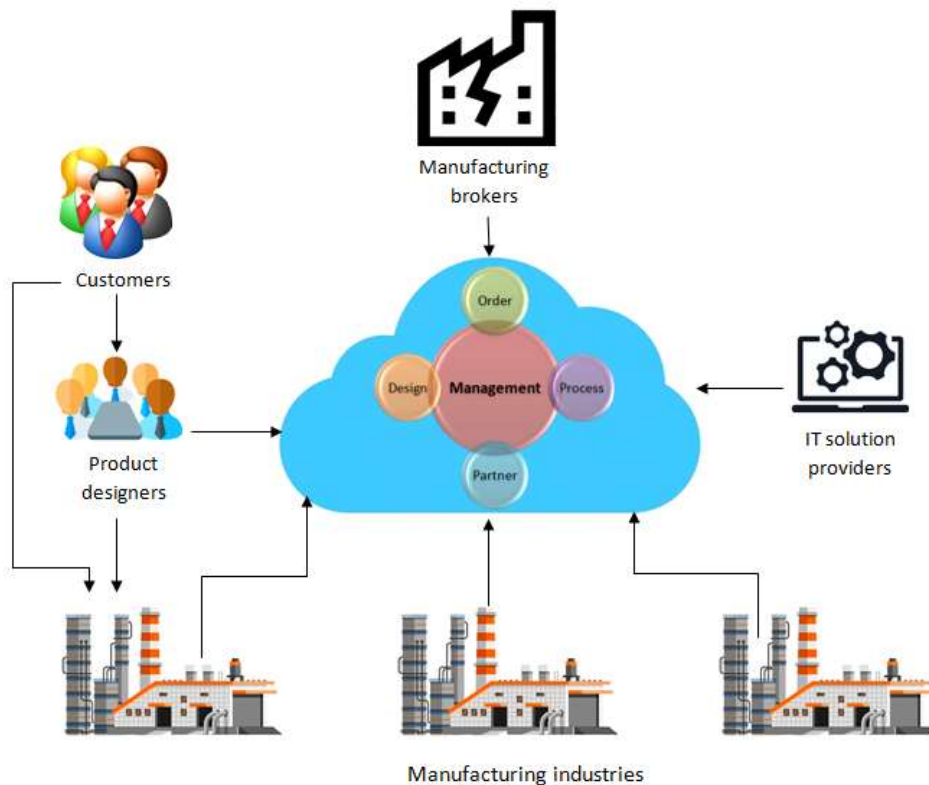 Manufacturing
brokers
Customers
Order
Design
Management
Process
Partner
IT solution
providers
Product
designers
Manufacturing industries